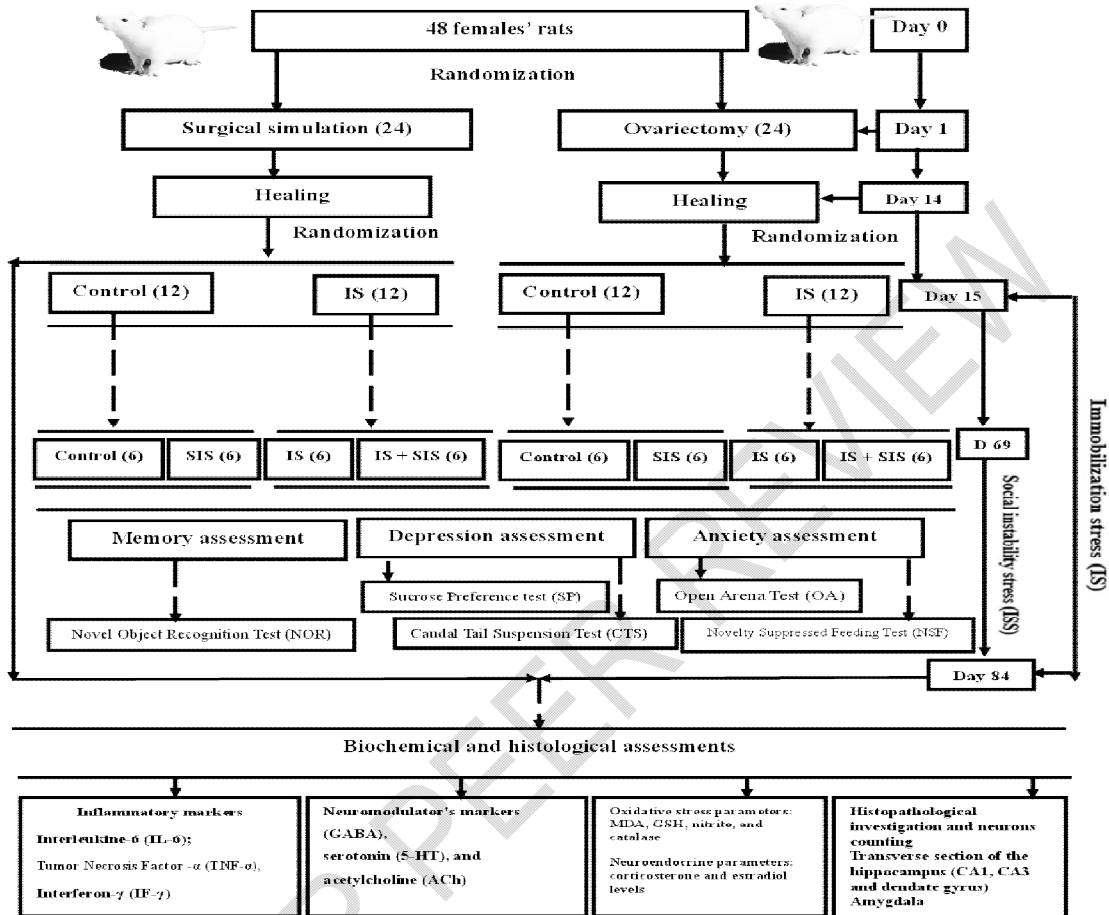 48 females' rats
Day 0
Randomization
Surgical simulation (24)
Ovariectomy (24)
Day 1
Healing
Healing
Day 14
Randomization
Randomization
Control (12)
IS (12)
Control (12)
IS (12)
Day 15
Control (6)
SIS (6)
IS (6)
IS + SIS (6)
Control (6)
SIS (6)
IS (6)
IS + SIS (6)
D 69
Immobilization stress (IS)
Social instability stress (ISS)
Memory assessment
Depression assessment
Anxiety assessment
Sucrose Preference test (SP)
Open Arena Test (OA)
Novel Object Recognition Test (NOR)
Caudal Tail Suspension Test (CTS)
Novelty Suppressed Feeding Test (NSF)
Day 84
Biochemical and histological assessments
Inflammatory markers
Interleukine-6 (IL-6);
Tumor Necrosis Factor -α (TNF-α),
Interferon-γ (IF-γ)
Neuromodulator's markers
(GABA),
serotonin (5-HT), and
acetylcholine (ACh)
Oxidative stress parameters:
MDA, GSH, nitrite, and
catalase
Neuroendocrine parameters:
corticosterone and estradiol
levels
Histopathological
investigation and neurons
counting
Transverse section of the
hippocampus (CA1, CA3
and dendate gyrus)
Amygdala
P PEER REVIEW